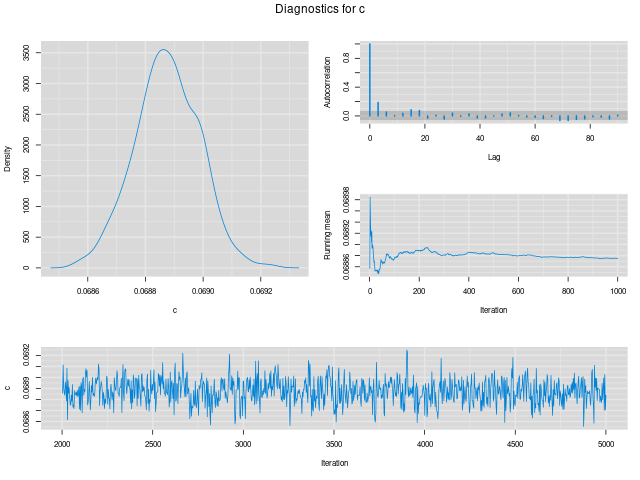 Diagnostics for c
Density
0 500 1000 1500 2000 2500 3000 3500
0.0686 0.0688 0.0690 0.0692
c
Autocorrelation
0.0 0.4 0.8
0 20 40 60 80
Lag
Running mean
0.06886 0.06892 0.06898
0 200 400 600 800 1000
Iteration
c
0.0686 0.0689 0.0692
2000 2500 3000 3500 4000 4500 5000
Iteration